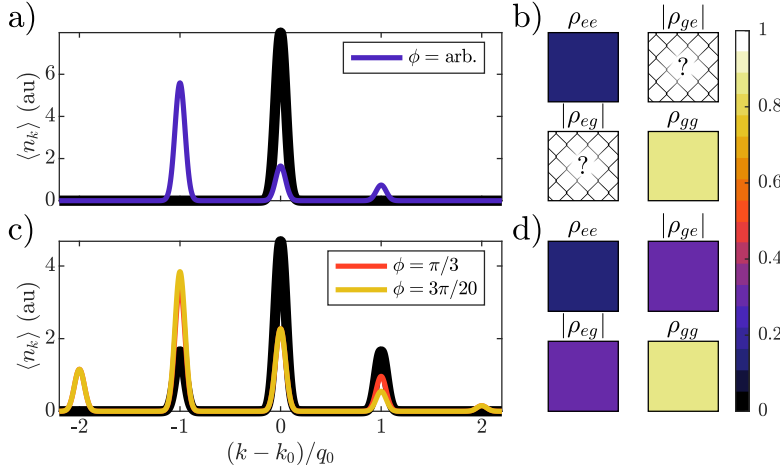 a)
⟨n_k⟩ (au)
6
4
2
0
ϕ = arb.
b)
ρ_ee
|ρ_ge|
?
|ρ_eg|
ρ_gg
?
1
0.8
0.6
0.4
0.2
0
c)
⟨n_k⟩ (au)
4
2
0
ϕ = π/3
ϕ = 3π/20
-2
-1
0
1
2
(k − k_0)/q_0
d)
ρ_ee
|ρ_ge|
|ρ_eg|
ρ_gg